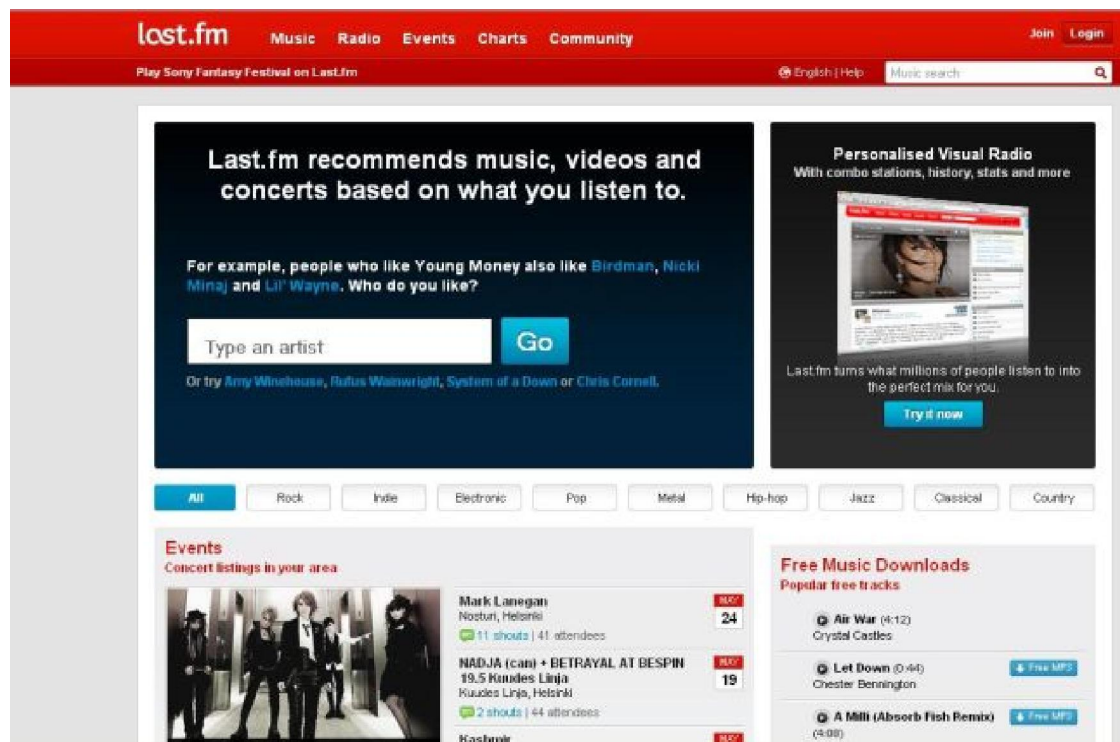 last.fm
Music Radio Events Charts Community
Join Login
Play Sony Fantasy Festival on Last.fm
English | Help
Music search
Last.fm recommends music, videos and
concerts based on what you listen to.
For example, people who like Young Money also like Birdman, Nicki
Minaj and Lil' Wayne. Who do you like?
Type an artist
Go
Or try Amy Winehouse, Rufus Wainwright, System of a Down or Chris Cornell.
Personalised Visual Radio
With combo stations, history, stats and more
Last.fm turns what millions of people listen to into
the perfect mix for you.
Try it now
All Rock Indie Electronic Pop Metal Hip-hop Jazz Classical Country
Events
Concert listings in your area
Mark Lanegan
Nosturi, Helsinki
11 shouts | 41 attendees
MAY
24
NADJA (can) + BETRAYAL AT BESPIN
19.5 Kuudes Linja
Kuudes Linja, Helsinki
2 shouts | 44 attendees
MAY
19
Kashmir
MAY
Free Music Downloads
Popular free tracks
Air War (4:12)
Crystal Castles
Let Down (0:44)
Chester Bennington
Free MP3
A Milli (Absorb Fish Remix)
(4:08)
Free MP3